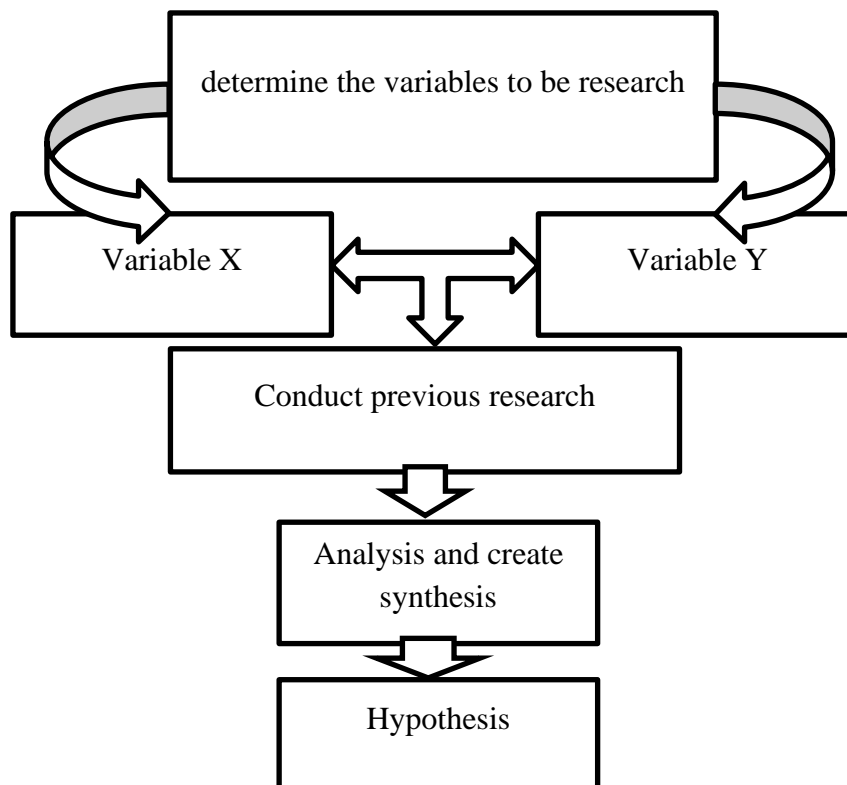 determine the variables to be research
Variable X
Variable Y
Conduct previous research
Analysis and create
synthesis
Hypothesis